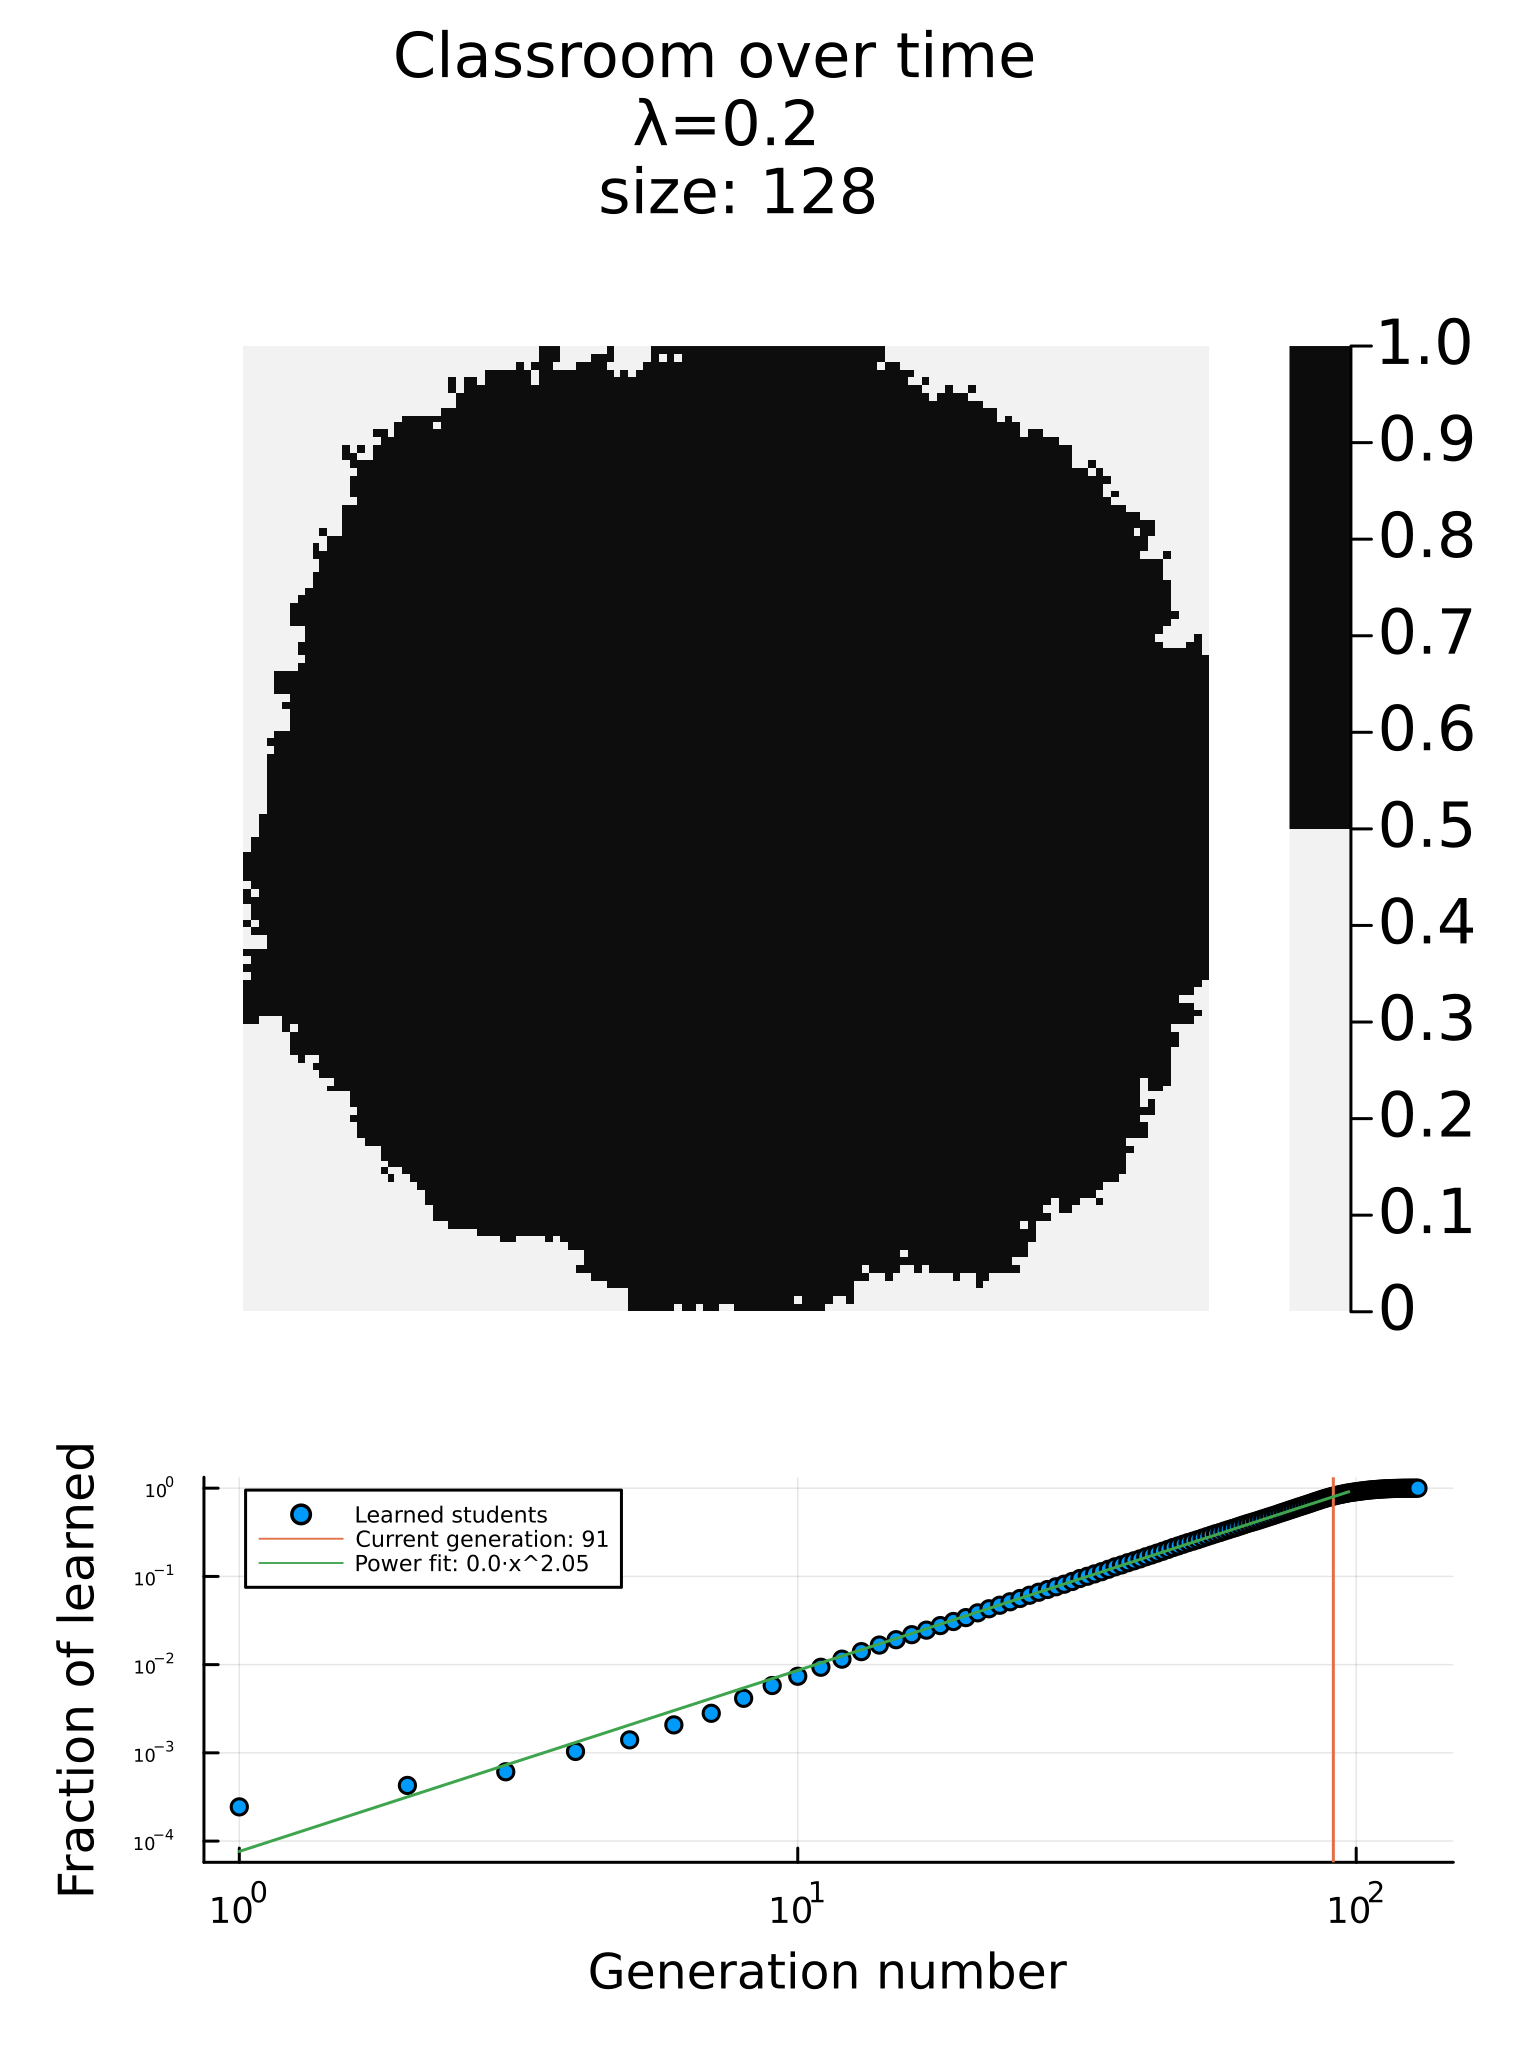 Classroom over time
λ=0.2
size: 128
1.0
0.9
0.8
0.7
0.6
0.5
0.4
0.3
0.2
0.1
0
Fraction of learned
10^0
10^-1
10^-2
10^-3
10^-4
Learned students
Current generation: 91
Power fit: 0.0·x^2.05
10^0 10^1 10^2
Generation number